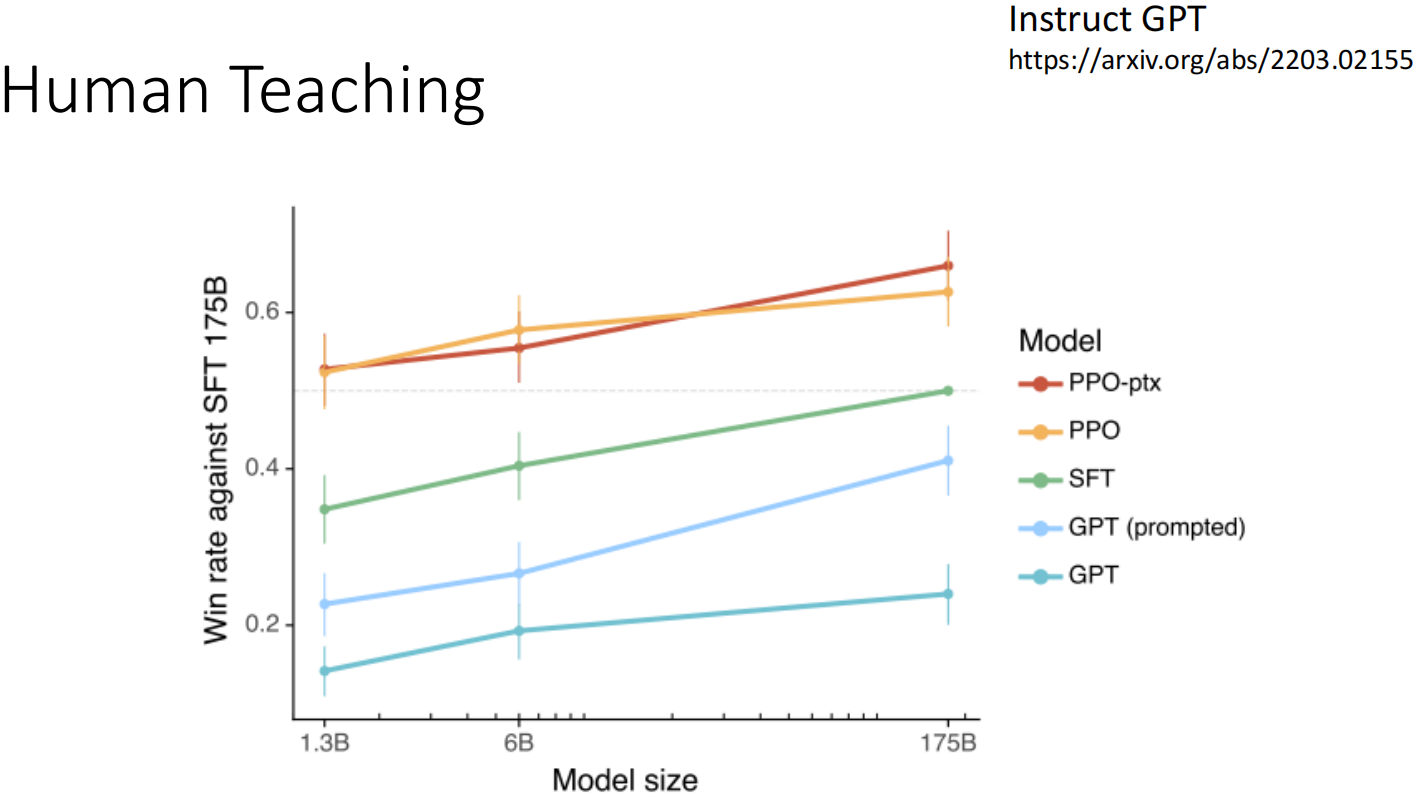 Instruct GPT
https://arxiv.org/abs/2203.02155
Human Teaching
Win rate against SFT 175B
0.6
0.4
0.2
1.3B
6B
175B
Model size
Model
PPO-ptx
PPO
SFT
GPT (prompted)
GPT